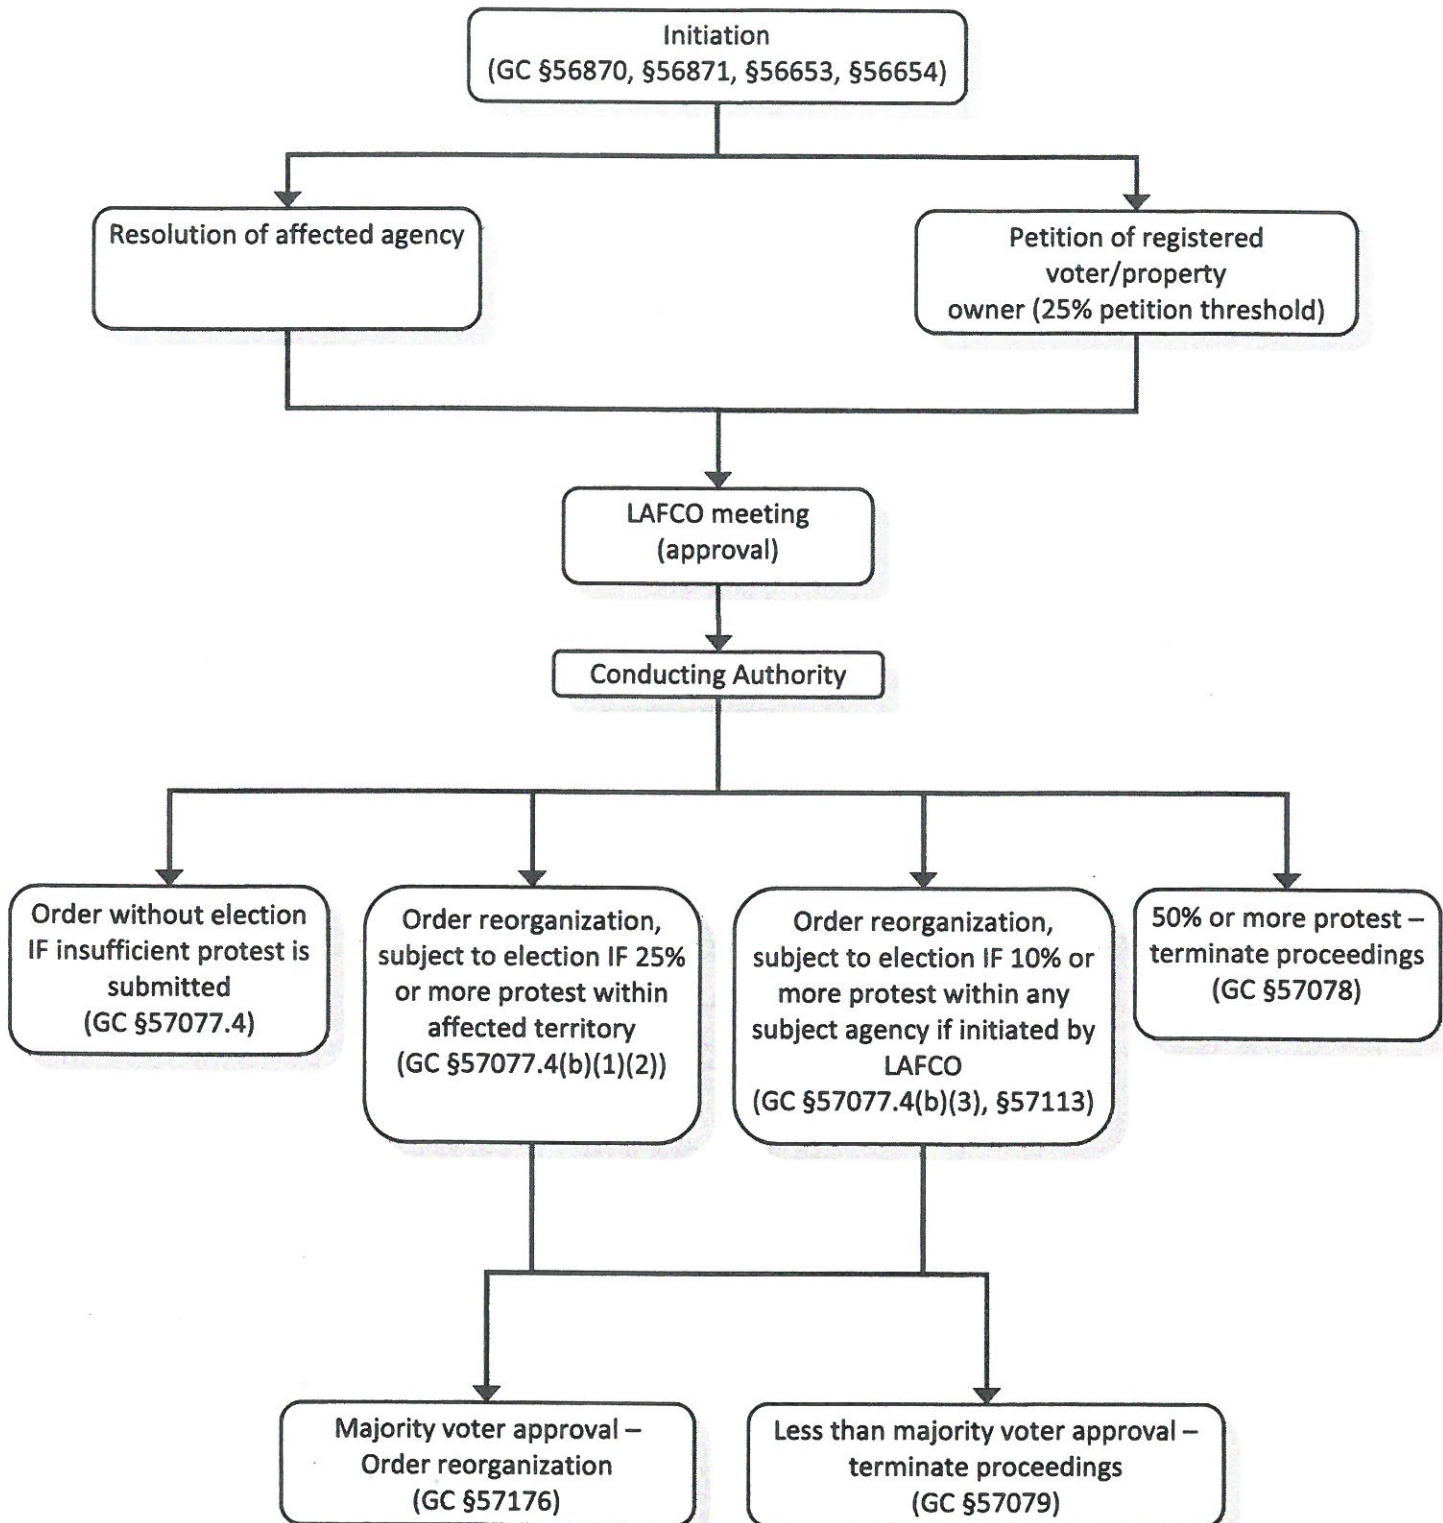 Initiation
(GC §56870, §56871, §56653, §56654)
Resolution of affected agency
Petition of registered
voter/property
owner (25% petition threshold)
LAFCO meeting
(approval)
Conducting Authority
Order without election
IF insufficient protest is
submitted
(GC §57077.4)
Order reorganization,
subject to election IF 25%
or more protest within
affected territory
(GC §57077.4(b)(1)(2))
Order reorganization,
subject to election IF 10% or
more protest within any
subject agency if initiated by
LAFCO
(GC §57077.4(b)(3), §57113)
50% or more protest –
terminate proceedings
(GC §57078)
Majority voter approval –
Order reorganization
(GC §57176)
Less than majority voter approval –
terminate proceedings
(GC §57079)